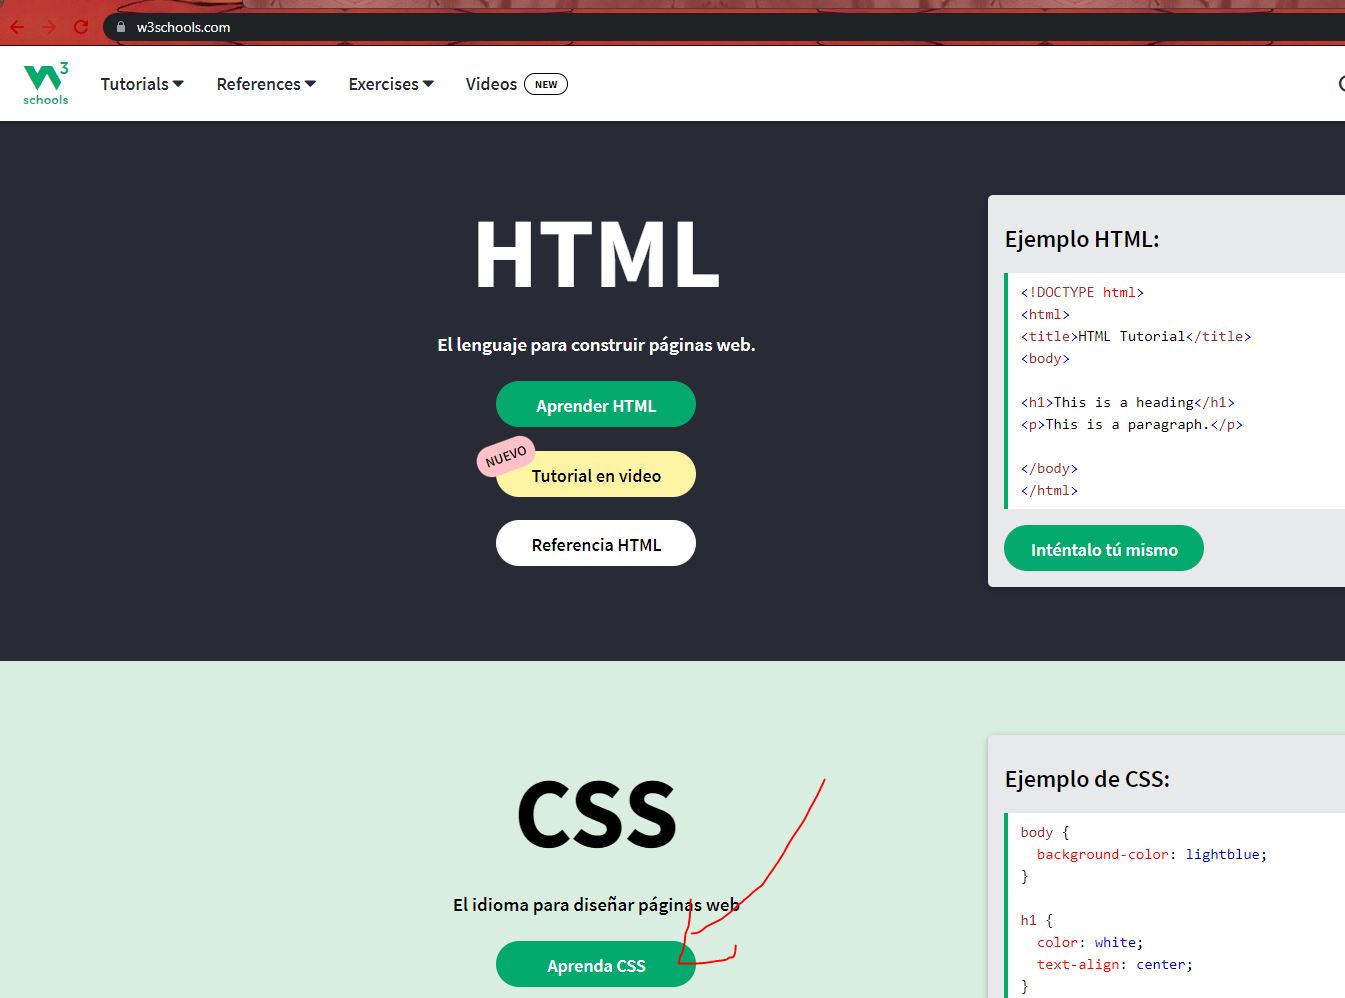 w3schools.com
W3 schools
Tutorials References Exercises Videos NEW
HTML
El lenguaje para construir páginas web.
Aprender HTML
NUEVO
Tutorial en video
Referencia HTML
Ejemplo HTML:
<!DOCTYPE html>
<html>
<title>HTML Tutorial</title>
<body>
<h1>This is a heading</h1>
<p>This is a paragraph.</p>
</body>
</html>
Inténtalo tú mismo
CSS
El idioma para diseñar páginas web
Aprenda CSS
Ejemplo de CSS:
body {
background-color: lightblue;
}
h1 {
color: white;
text-align: center;
}